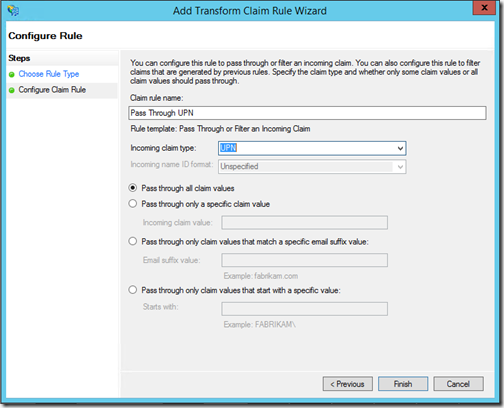 Add Transform Claim Rule Wizard
Configure Rule
Steps
Choose Rule Type
Configure Claim Rule
You can configure this rule to pass through or filter an incoming claim. You can also configure this rule to filter
claims that are generated by previous rules. Specify the claim type and whether only some claim values or all
claim values should pass through.
Claim rule name:
Pass Through UPN
Rule template: Pass Through or Filter an Incoming Claim
Incoming claim type:
UPN
Incoming name ID format:
Unspecified
Pass through all claim values
Pass through only a specific claim value
Incoming claim value:
Pass through only claim values that match a specific email suffix value:
Email suffix value:
Example: fabrikam.com
Pass through only claim values that start with a specific value:
Starts with:
Example: FABRIKAM\
< Previous
Finish
Cancel